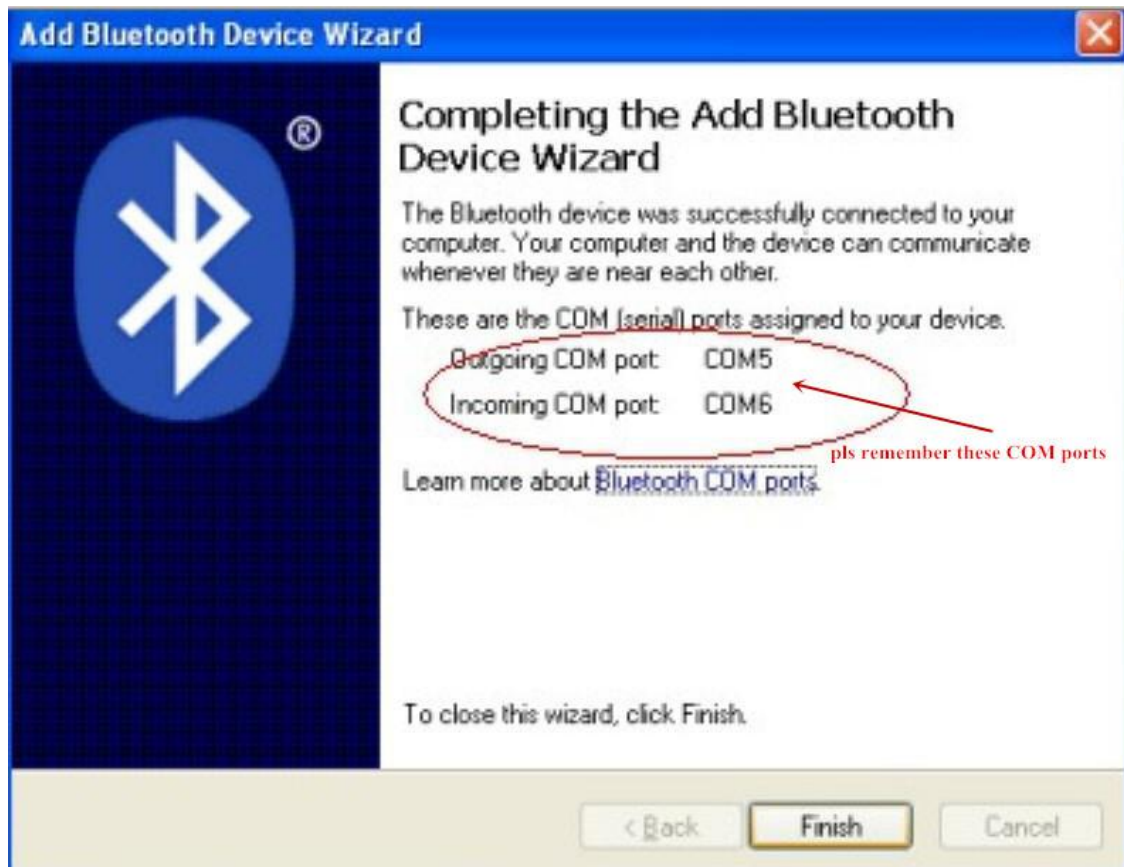 Add Bluetooth Device Wizard
®
Completing the Add Bluetooth
Device Wizard
The Bluetooth device was successfully connected to your
computer. Your computer and the device can communicate
whenever they are near each other.
These are the COM (serial) ports assigned to your device.
Outgoing COM port: COM5
Incoming COM port: COM6
pls remember these COM ports
Learn more about Bluetooth COM ports.
To close this wizard, click Finish.
< Back Finish Cancel